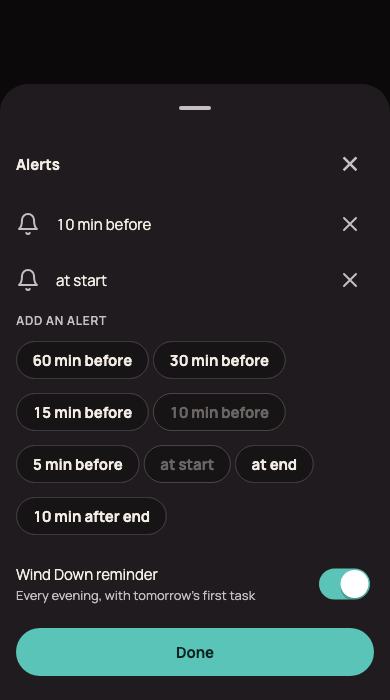 Alerts
10 min before
at start
ADD AN ALERT
60 min before 30 min before
15 min before 10 min before
5 min before at start at end
10 min after end
Wind Down reminder
Every evening, with tomorrow's first task
Done